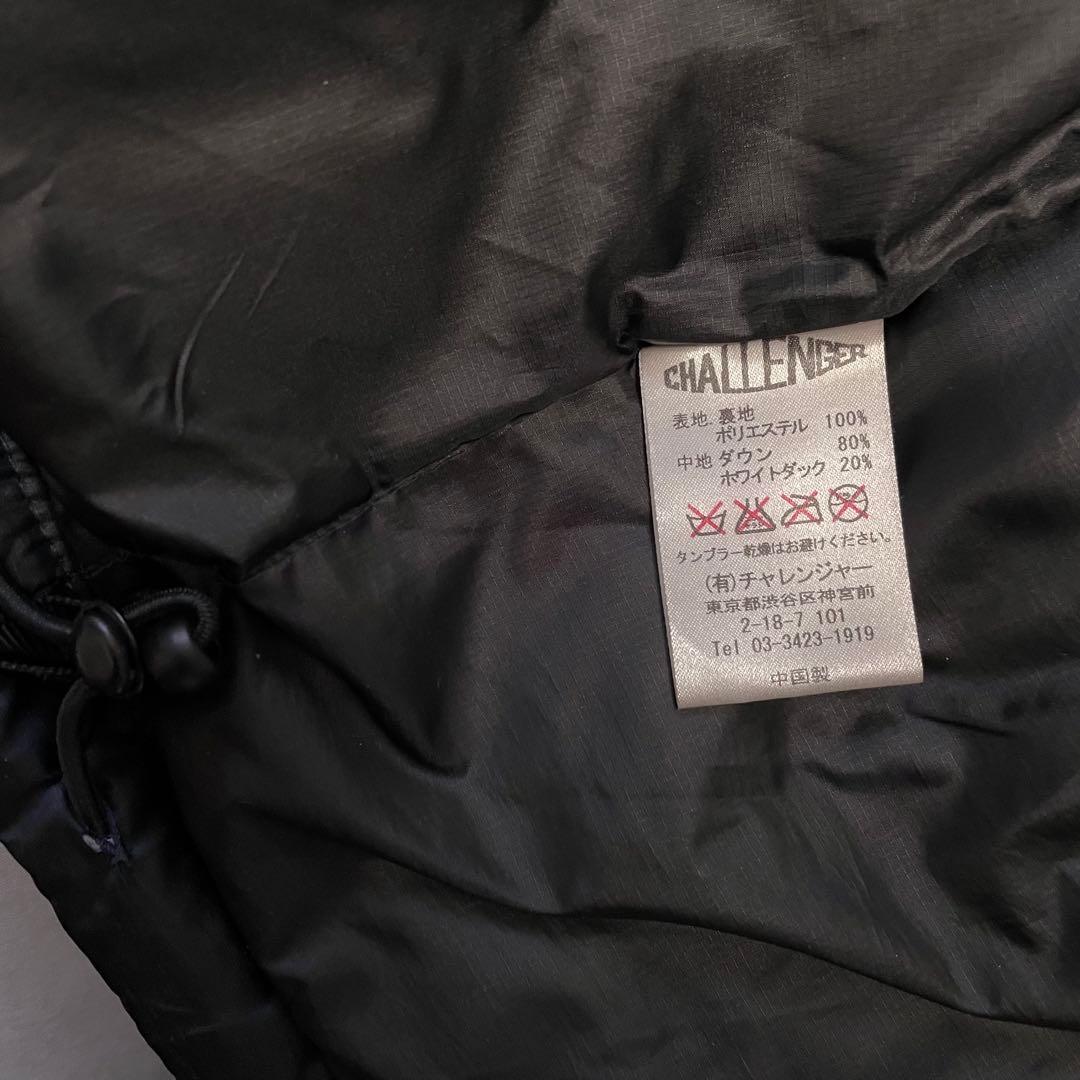 CHALLENGER
表地.裏地
ポリエステル 100%
中地 ダウン 80%
ホワイトダック 20%
タンブラー乾燥はお避けください。
(有)チャレンジャー
東京都渋谷区神宮前
2-18-7 101
Tel 03-3423-1919
中国製